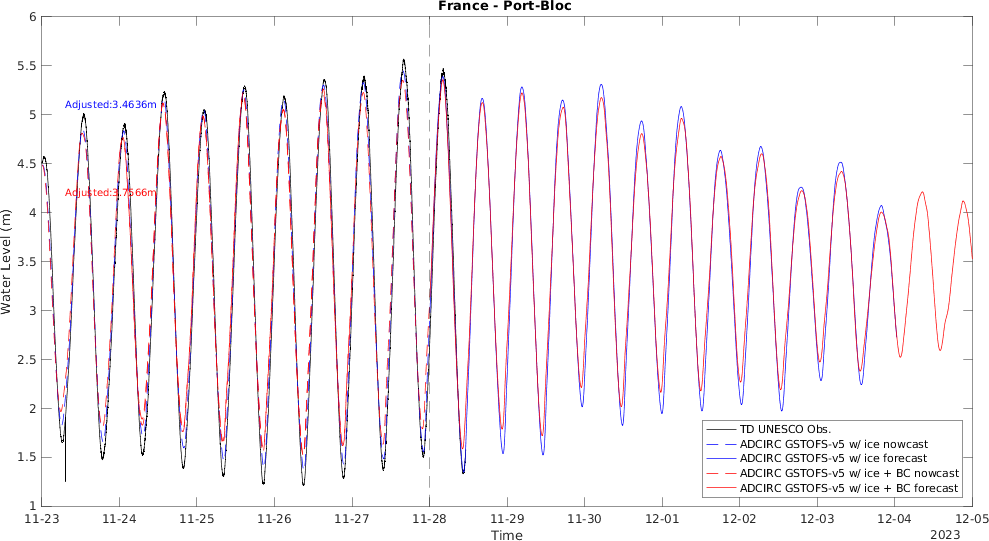 France - Port-Bloc
6
5.5
5
4.5
4
3.5
3
2.5
2
1.5
1
Water Level (m)
Adjusted:3.4636m
Adjusted:3.7566m
TD UNESCO Obs.
ADCIRC GSTOFS-v5 w/ ice nowcast
ADCIRC GSTOFS-v5 w/ ice forecast
ADCIRC GSTOFS-v5 w/ ice + BC nowcast
ADCIRC GSTOFS-v5 w/ ice + BC forecast
11-23 11-24 11-25 11-26 11-27 11-28 11-29 11-30 12-01 12-02 12-03 12-04 12-05
Time
2023